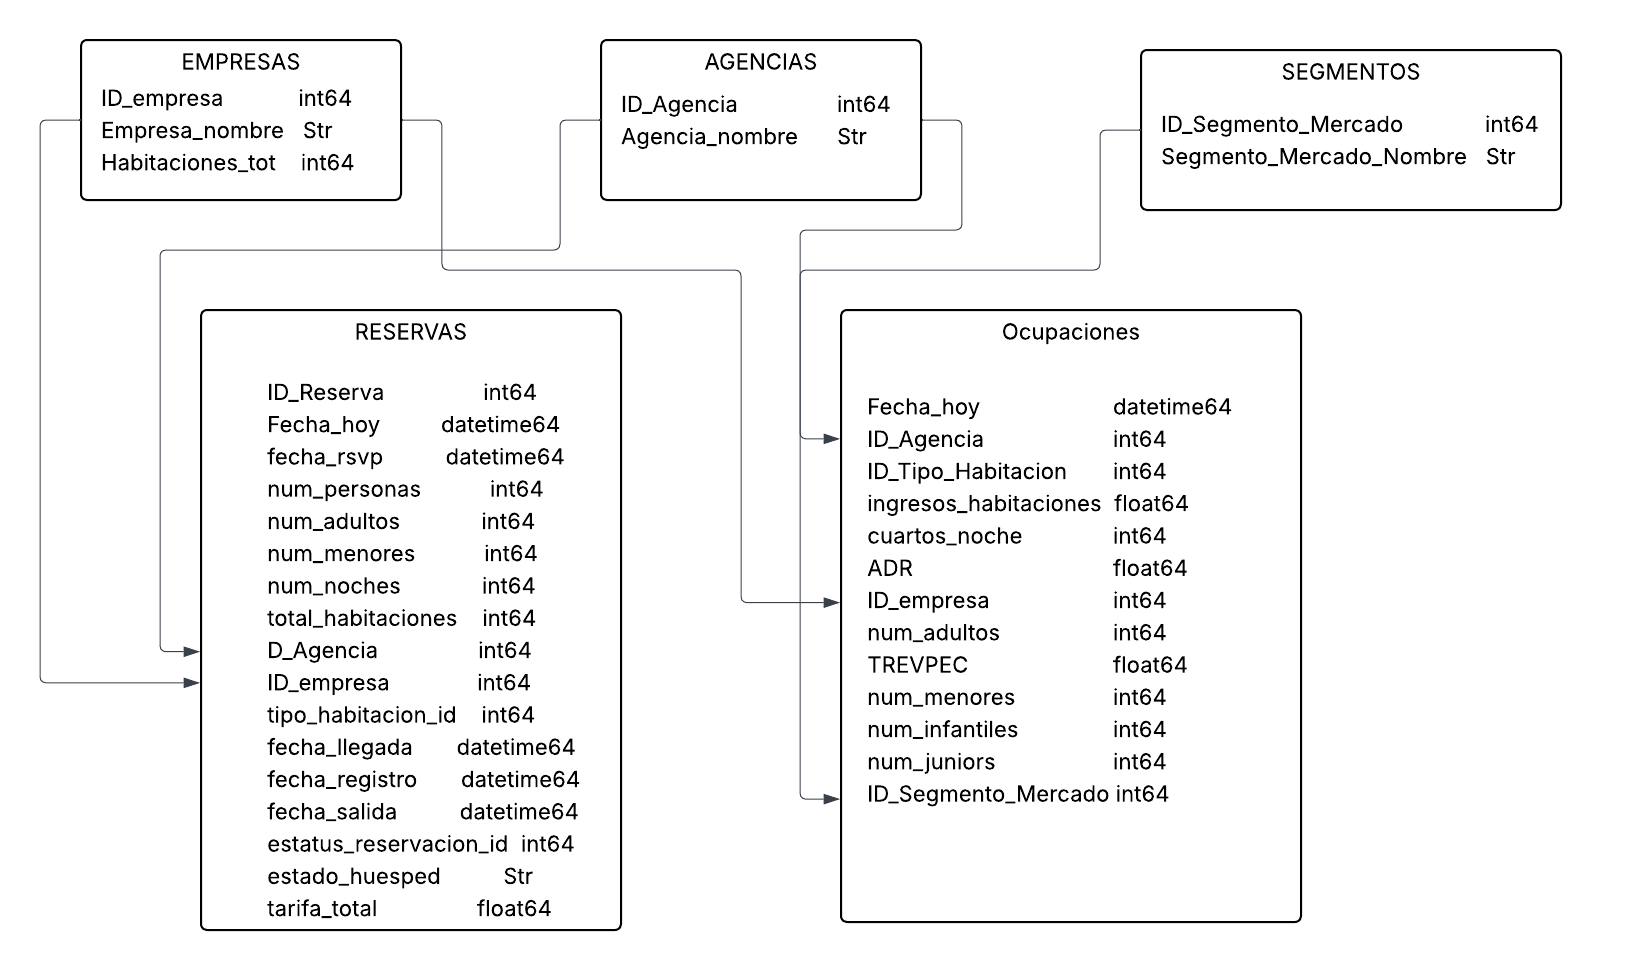 EMPRESAS
ID_empresa int64
Empresa_nombre Str
Habitaciones_tot int64
AGENCIAS
ID_Agencia int64
Agencia_nombre Str
SEGMENTOS
ID_Segmento_Mercado int64
Segmento_Mercado_Nombre Str
RESERVAS
ID_Reserva int64
Fecha_hoy datetime64
fecha_rsvp datetime64
num_personas int64
num_adultos int64
num_menores int64
num_noches int64
total_habitaciones int64
D_Agencia int64
ID_empresa int64
tipo_habitacion_id int64
fecha_llegada datetime64
fecha_registro datetime64
fecha_salida datetime64
estatus_reservacion_id int64
estado_huesped Str
tarifa_total float64
Ocupaciones
Fecha_hoy datetime64
ID_Agencia int64
ID_Tipo_Habitacion int64
ingresos_habitaciones float64
cuartos_noche int64
ADR float64
ID_empresa int64
num_adultos int64
TREVPEC float64
num_menores int64
num_infantiles int64
num_juniors int64
ID_Segmento_Mercado int64